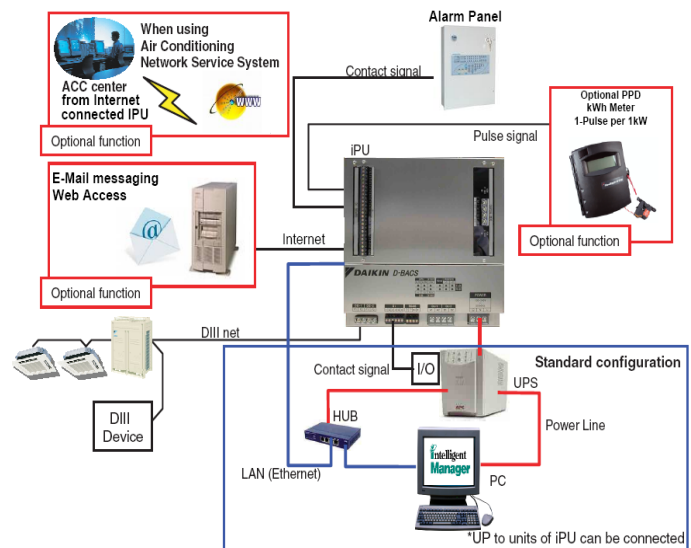 When using
Air Conditioning
Network Service System
ACC center
from Internet
connected IPU
WWW
Optional function
Alarm Panel
Contact signal
Optional PPD
kWh Meter
1-Pulse per 1kW
Pulse signal
Optional function
iPU
E-Mail messaging
Web Access
@
Internet
Optional function
DAIKIN D-BACS
DIII net
DIII
Device
Standard configuration
Contact signal
I/O
UPS
HUB
Power Line
LAN (Ethernet)
intelligent
Manager
PC
*UP to units of iPU can be connected